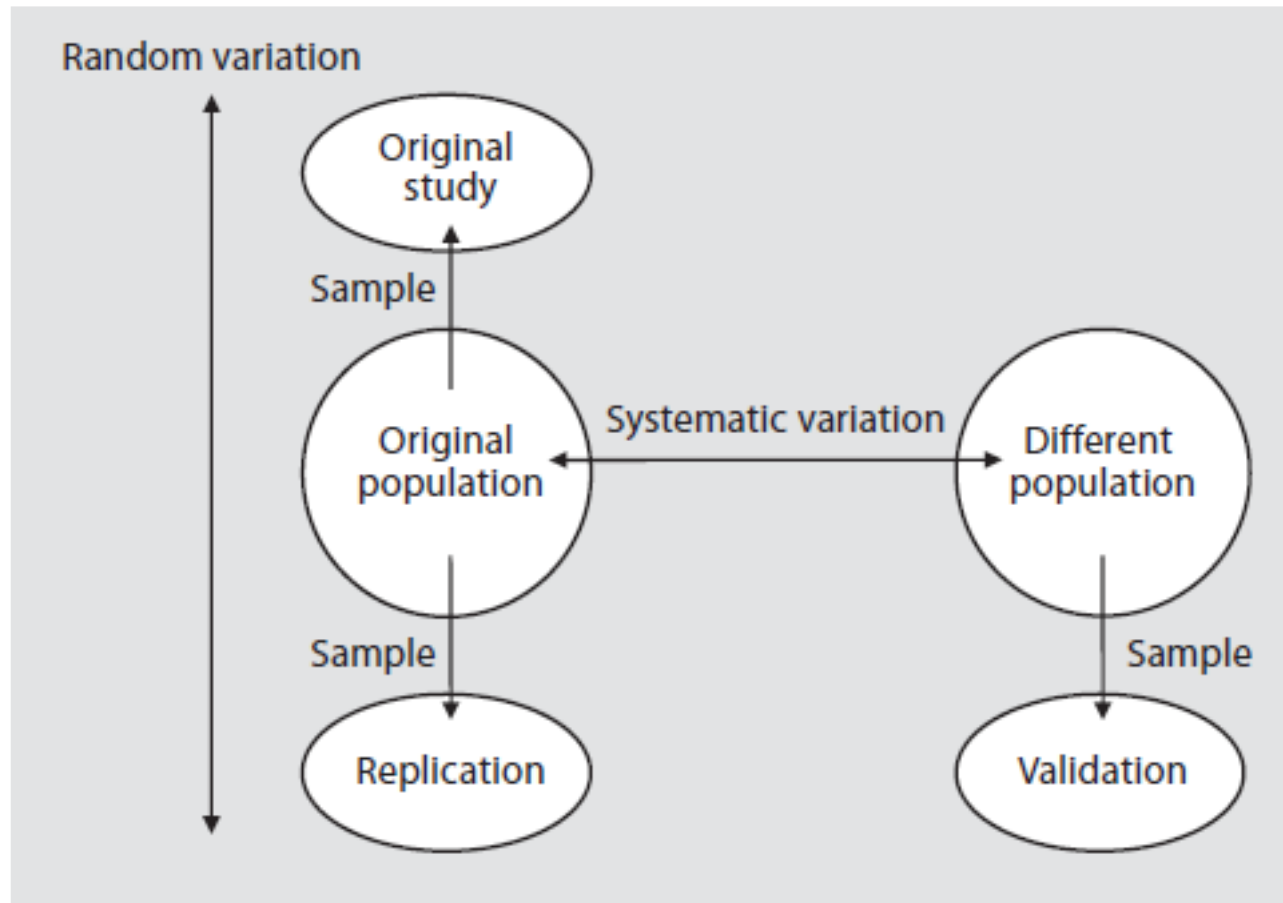 Random variation
Original
study
Sample
Original
population
Systematic variation
Different
population
Sample
Sample
Replication
Validation